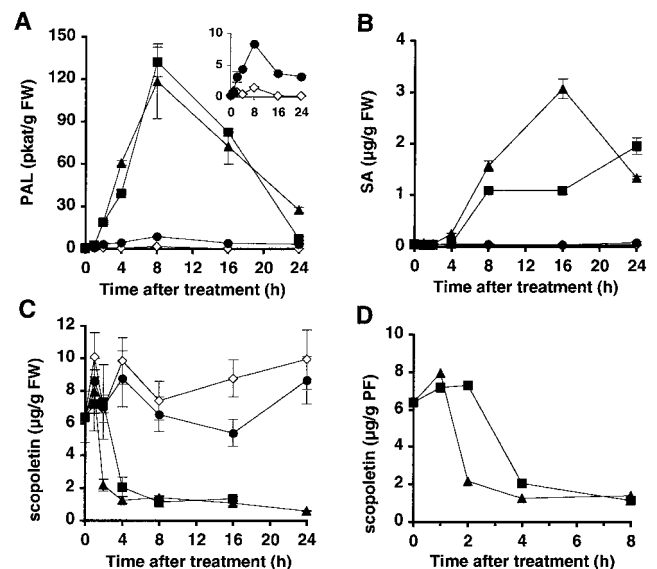 A
PAL (pkat/g FW)
150
120
90
60
30
0
10
5
0
0 8 16 24
0 4 8 12 16 20 24
Time after treatment (h)
B
SA (µg/g FW)
4
3
2
1
0
0 4 8 12 16 20 24
Time after treatment (h)
C
scopoletin (µg/g FW)
12
10
8
6
4
2
0
0 4 8 12 16 20 24
Time after treatment (h)
D
scopoletin (µg/g PF)
10
8
6
4
2
0
0 2 4 6 8
Time after treatment (h)